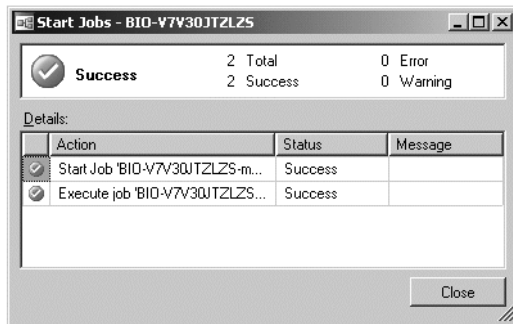 Start Jobs - BIO-V7V30JTZLZS
Success
2 Total
0 Error
2 Success
0 Warning
Details:
Action Status Message
Start Job 'BIO-V7V30JTZLZS-m... Success
Execute job 'BIO-V7V30JTZLZS... Success
Close